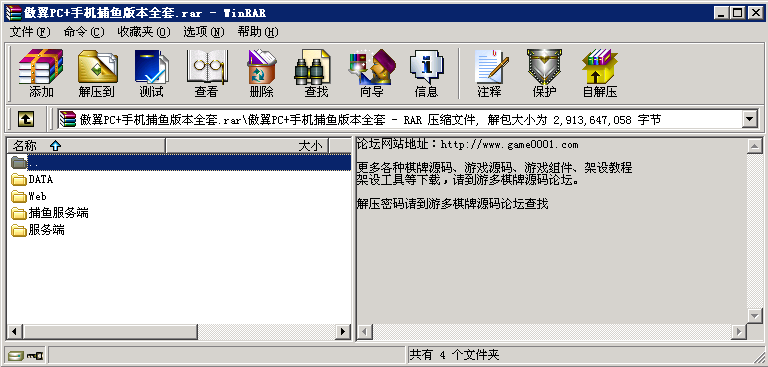 傲翼PC+手机捕鱼版本全套.rar - WinRAR
文件(F) 命令(C) 收藏夹(O) 选项(N) 帮助(H)
添加 解压到 测试 查看 删除 查找 向导 信息 注释 保护 自解压
傲翼PC+手机捕鱼版本全套.rar\傲翼PC+手机捕鱼版本全套 - RAR 压缩文件, 解包大小为 2,913,647,058 字节
名称 大小
..
DATA
Web
捕鱼服务端
服务端
论坛网站地址：http://www.game0001.com
更多各种棋牌源码、游戏源码、游戏组件、架设教程
架设工具等下载，请到游多棋牌源码论坛。
解压密码请到游多棋牌源码论坛查找
共有 4 个文件夹